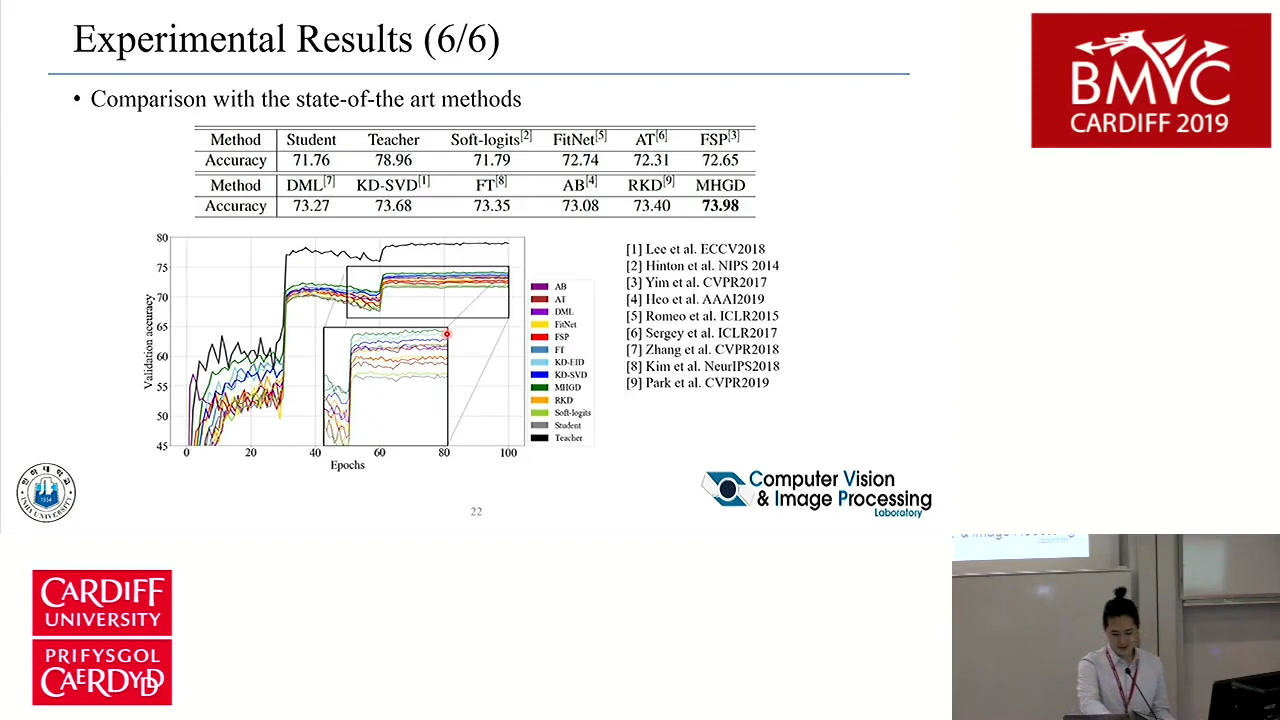 Experimental Results (6/6)
• Comparison with the state-of-the art methods
Method Student Teacher Soft-logits[2] FitNet[5] AT[6] FSP[3]
Accuracy 71.76 78.96 71.79 72.74 72.31 72.65
Method DML[7] KD-SVD[1] FT[8] AB[4] RKD[9] MHGD
Accuracy 73.27 73.68 73.35 73.08 73.40 73.98
80
75
70
65
60
55
50
45
Validation accuracy
0 20 40 60 80 100
Epochs
AB
AT
DML
FitNet
FSP
FT
KD-EID
KD-SVD
MHGD
RKD
Soft-logits
Student
Teacher
[1] Lee et al. ECCV2018
[2] Hinton et al. NIPS 2014
[3] Yim et al. CVPR2017
[4] Heo et al. AAAI2019
[5] Romeo et al. ICLR2015
[6] Sergey et al. ICLR2017
[7] Zhang et al. CVPR2018
[8] Kim et al. NeurIPS2018
[9] Park et al. CVPR2019
Computer Vision
& Image Processing
Laboratory
22
BMVC
CARDIFF 2019
CARDIFF
UNIVERSITY
PRIFYSGOL
CAERDYDD
& Image Processing